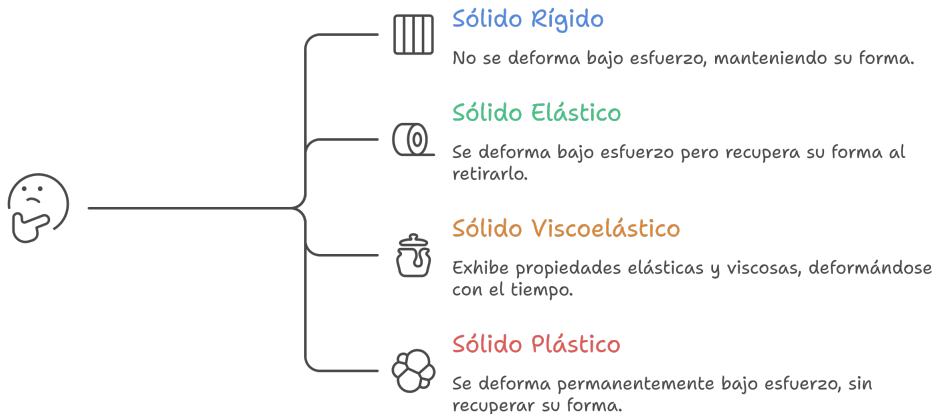 Sólido Rígido
No se deforma bajo esfuerzo, manteniendo su forma.
Sólido Elástico
Se deforma bajo esfuerzo pero recupera su forma al
retirarlo.
Sólido Viscoelástico
Exhibe propiedades elásticas y viscosas, deformándose
con el tiempo.
Sólido Plástico
Se deforma permanentemente bajo esfuerzo, sin
recuperar su forma.